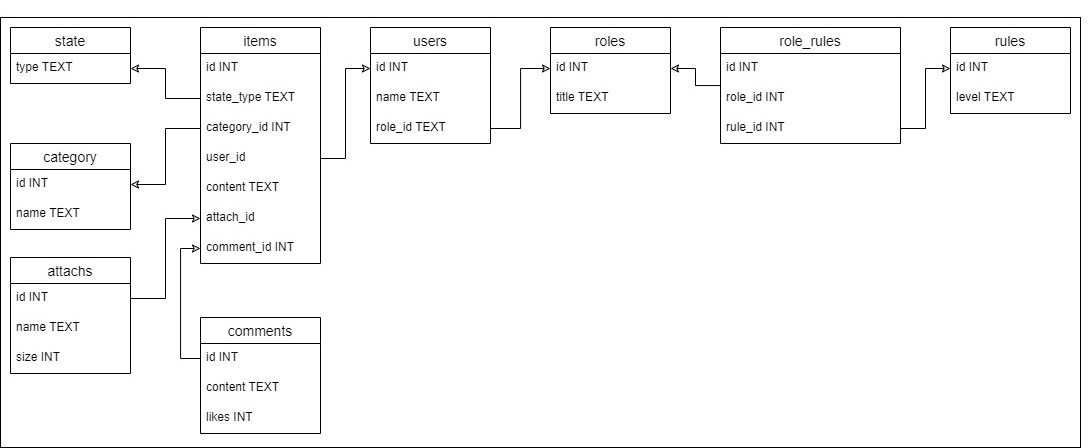 state
type TEXT
category
id INT
name TEXT
attachs
id INT
name TEXT
size INT
items
id INT
state_type TEXT
category_id INT
user_id
content TEXT
attach_id
comment_id INT
comments
id INT
content TEXT
likes INT
users
id INT
name TEXT
role_id TEXT
roles
id INT
title TEXT
role_rules
id INT
role_id INT
rule_id INT
rules
id INT
level TEXT